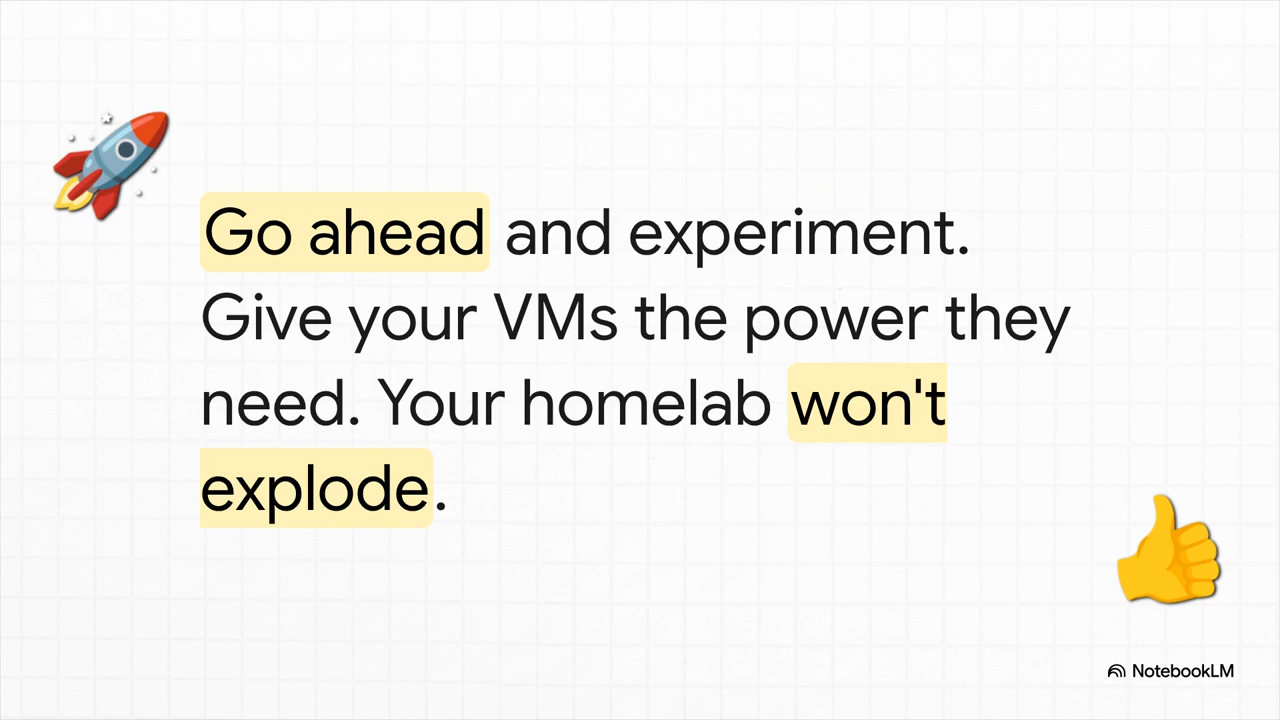 Go ahead and experiment.
Give your VMs the power they
need. Your homelab won't
explode.
NotebookLM